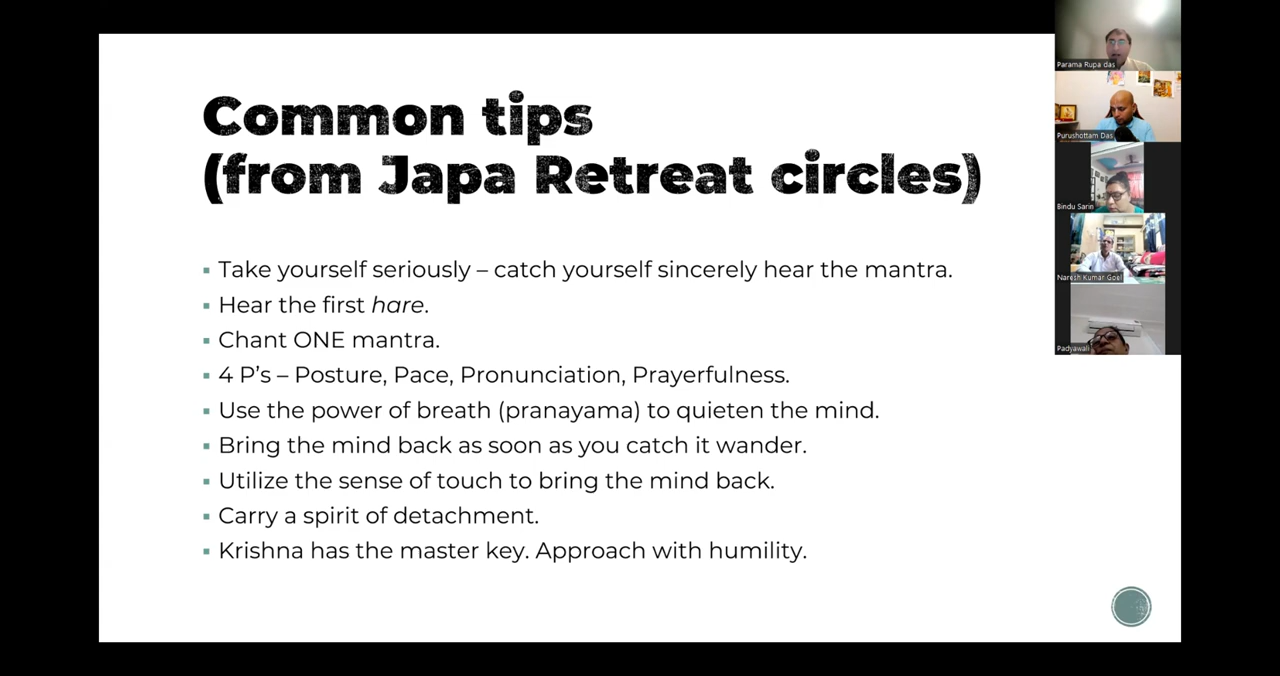 Common tips
(from Japa Retreat circles)
▪ Take yourself seriously – catch yourself sincerely hear the mantra.
▪ Hear the first hare.
▪ Chant ONE mantra.
▪ 4 P’s – Posture, Pace, Pronunciation, Prayerfulness.
▪ Use the power of breath (pranayama) to quieten the mind.
▪ Bring the mind back as soon as you catch it wander.
▪ Utilize the sense of touch to bring the mind back.
▪ Carry a spirit of detachment.
▪ Krishna has the master key. Approach with humility.
Parama Rupa das
Purushottam Das
Bindu Sarin
Naresh Kumar Goel
Padyawali